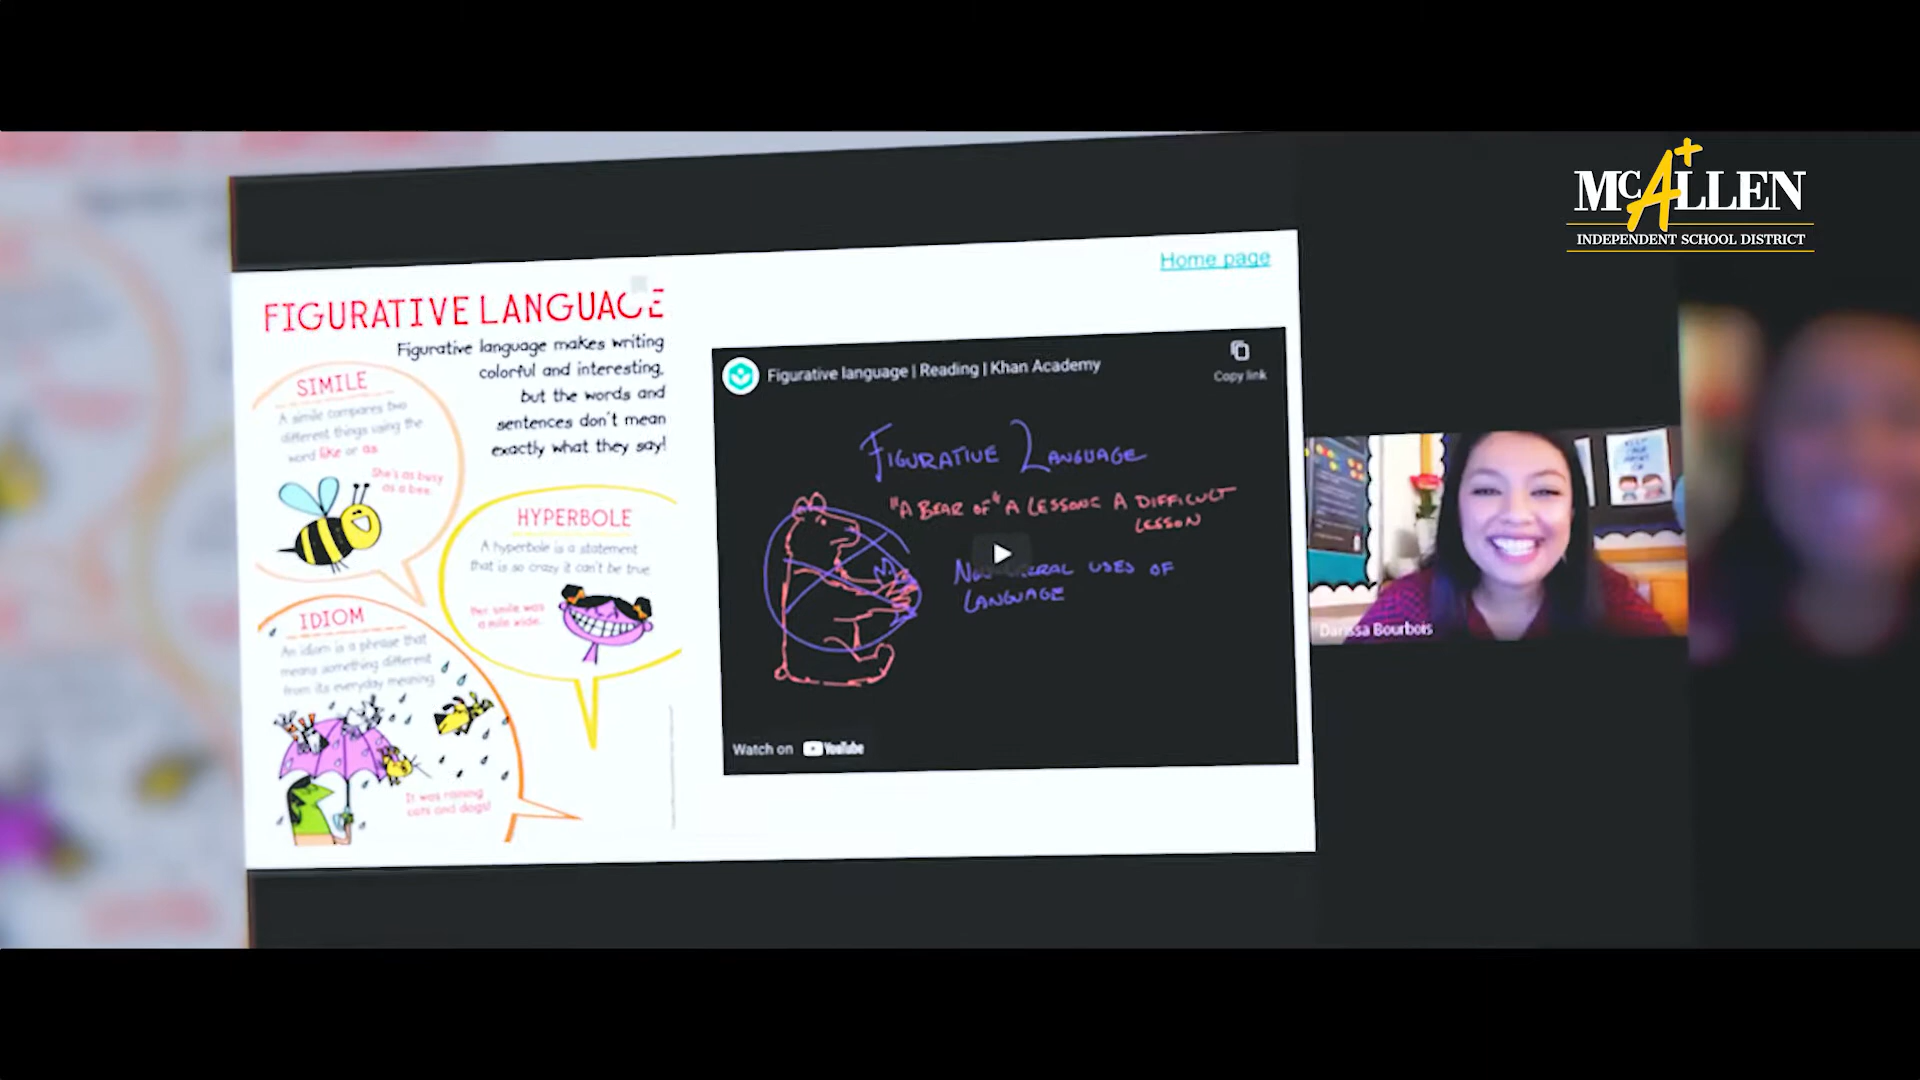 McALLEN
INDEPENDENT SCHOOL DISTRICT
Home page
FIGURATIVE LANGUAGE
Figurative language makes writing
colorful and interesting,
but the words and
sentences don't mean
exactly what they say!
SIMILE
A simile compares two
different things using the
word like or as
She's as busy
as a bee.
HYPERBOLE
A hyperbole is a statement
that is so crazy it can't be true.
Her smile was
a mile wide.
IDIOM
An idiom is a phrase that
means something different
from its everyday meaning.
It was raining
cats and dogs!
Figurative language | Reading | Khan Academy
Copy link
FIGURATIVE LANGUAGE
"A BEAR OF" A LESSON = A DIFFICULT
LESSON
USES OF
LANGUAGE
Watch on YouTube
Bourbois